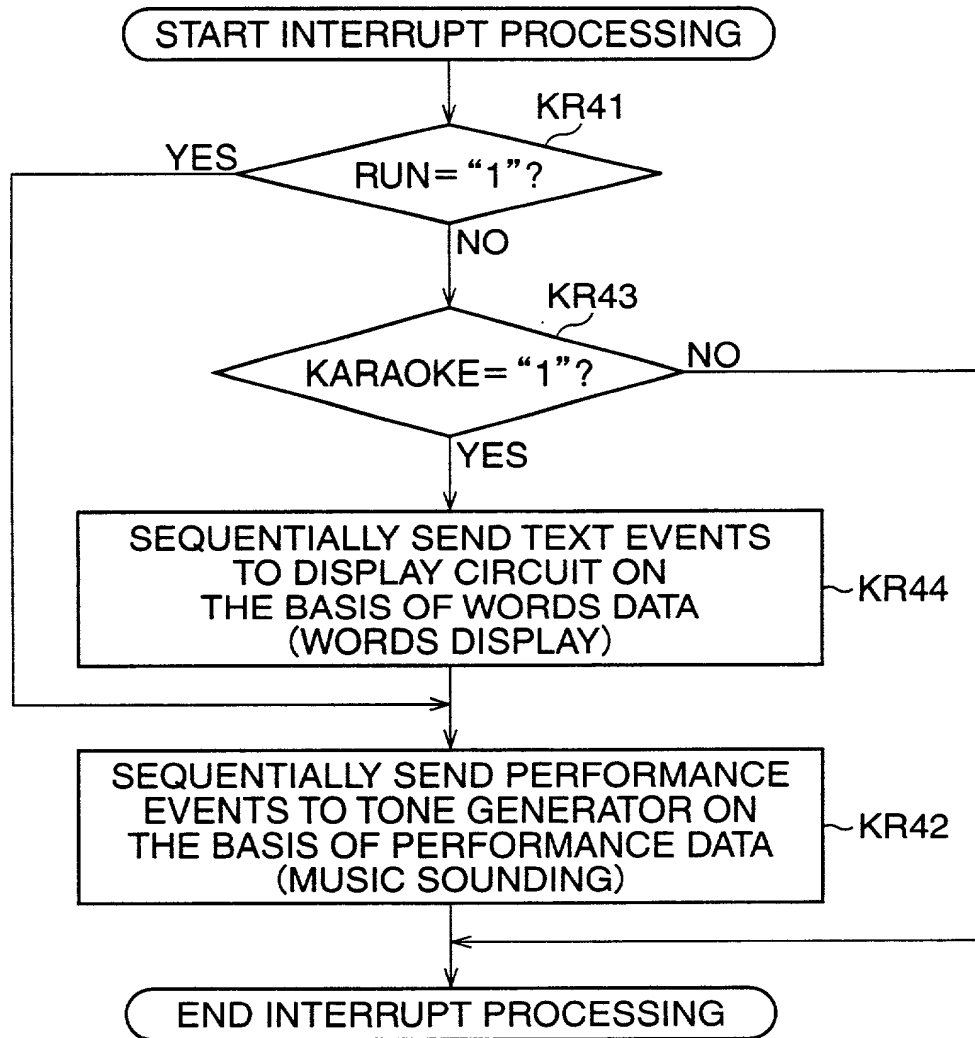 START INTERRUPT PROCESSING
KR41
YES
RUN= “1”?
NO
KR43
KARAOKE= “1”?
NO
YES
SEQUENTIALLY SEND TEXT EVENTS
TO DISPLAY CIRCUIT ON
THE BASIS OF WORDS DATA
(WORDS DISPLAY)
KR44
SEQUENTIALLY SEND PERFORMANCE
EVENTS TO TONE GENERATOR ON
THE BASIS OF PERFORMANCE DATA
(MUSIC SOUNDING)
KR42
END INTERRUPT PROCESSING